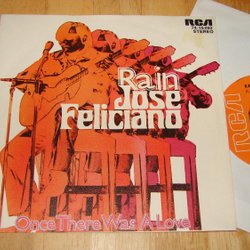 RCA
STEREO
Rain
José
Feliciano
Once There Was A Love
RCA